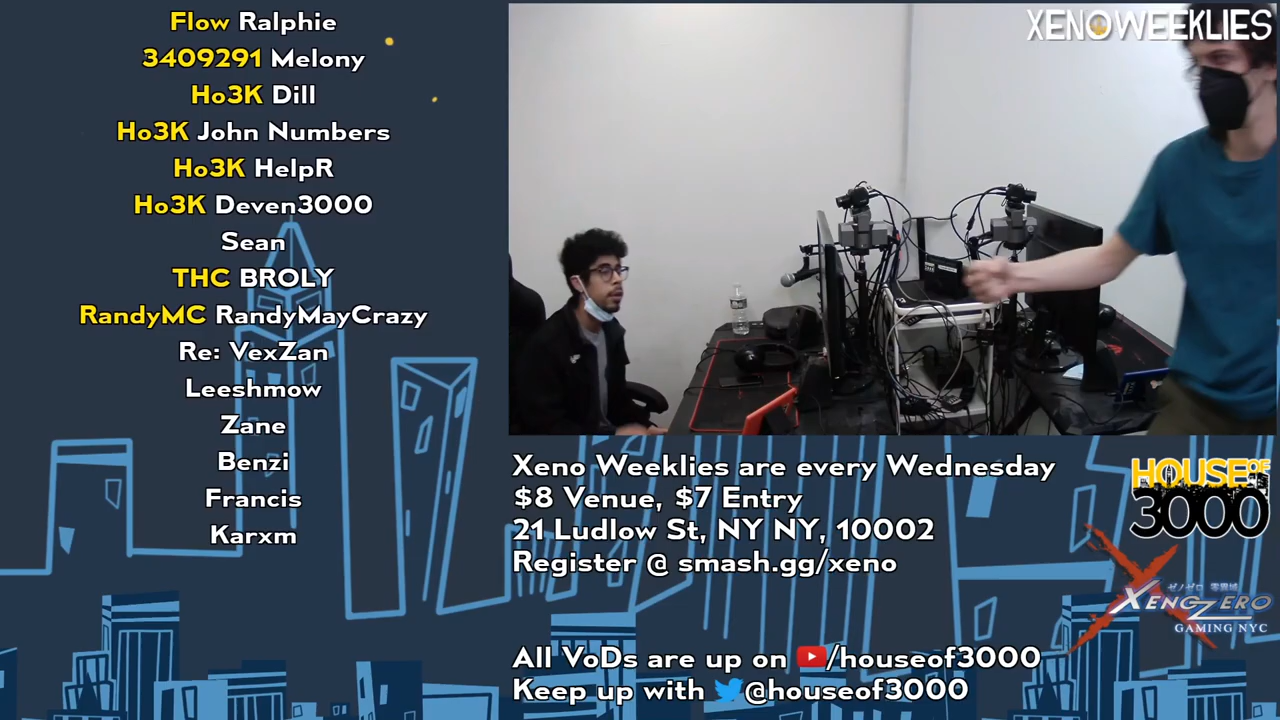 Flow Ralphie
3409291 Melony
Ho3K Dill
Ho3K John Numbers
Ho3K HelpR
Ho3K Deven3000
Sean
THC BROLY
RandyMC RandyMayCrazy
Re: VexZan
Leeshmow
Zane
Benzi
Francis
Karxm
XENOWEEKLIES
Xeno Weeklies are every Wednesday
$8 Venue, $7 Entry
21 Ludlow St, NY NY, 10002
Register @ smash.gg/xeno
HOUSE OF
3000
XENOZERO
GAMING NYC
All VoDs are up on /houseof3000
Keep up with @houseof3000